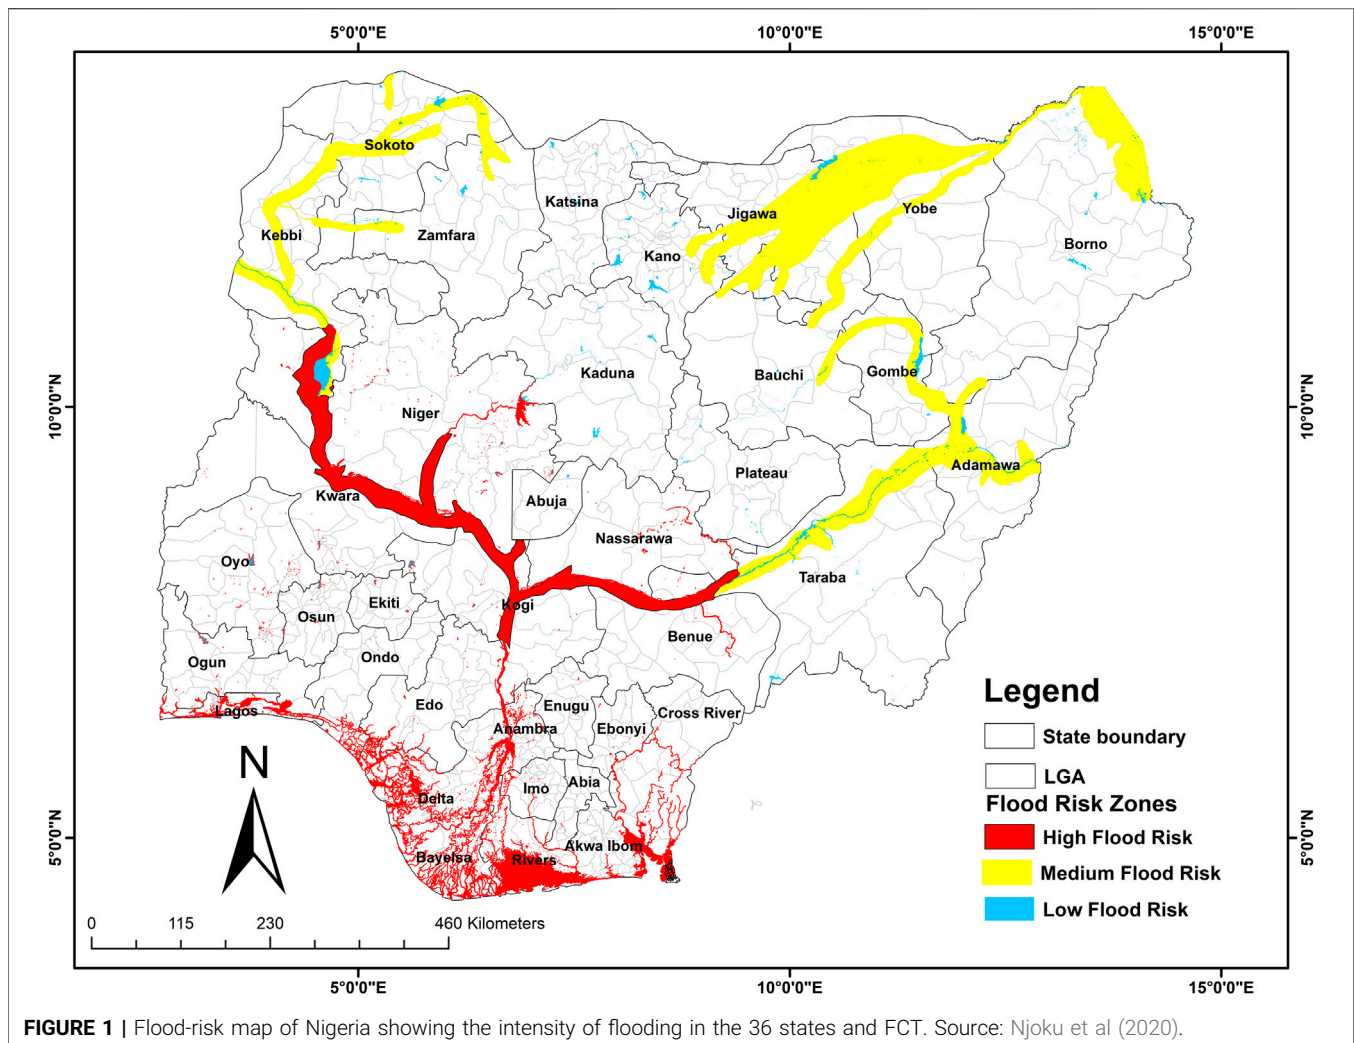 5°0'0"E 10°0'0"E 15°0'0"E
Sokoto
Katsina
Jigawa
Yobe
Kebbi
Zamfara
Borno
Kano
10°0'0"N
Kaduna
Bauchi
Gombe
10°0'0"N
Niger
Adamawa
Plateau
Kwara
Abuja
Nassarawa
Oyo
Taraba
Ekiti
Kogi
Osun
Benue
Ogun
Ondo
Edo
Enugu
Cross River
Lagos
Anambra
Ebonyi
Abia
Imo
Delta
Akwa Ibom
Bayelsa
Rivers
5°0'0"N
5°0'0"N
N
Legend
State boundary
LGA
Flood Risk Zones
High Flood Risk
Medium Flood Risk
Low Flood Risk
0 115 230 460 Kilometers
5°0'0"E 10°0'0"E 15°0'0"E
FIGURE 1 | Flood-risk map of Nigeria showing the intensity of flooding in the 36 states and FCT. Source: Njoku et al (2020).